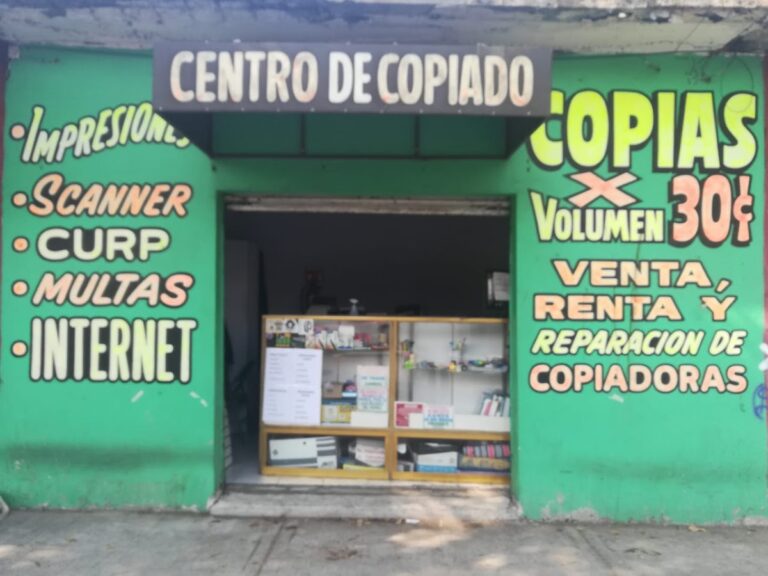 CENTRO DE COPIADO
• IMPRESIONES
• SCANNER
• CURP
• MULTAS
• INTERNET
COPIAS
X
VOLUMEN 30¢
VENTA,
RENTA Y
REPARACION DE
COPIADORAS